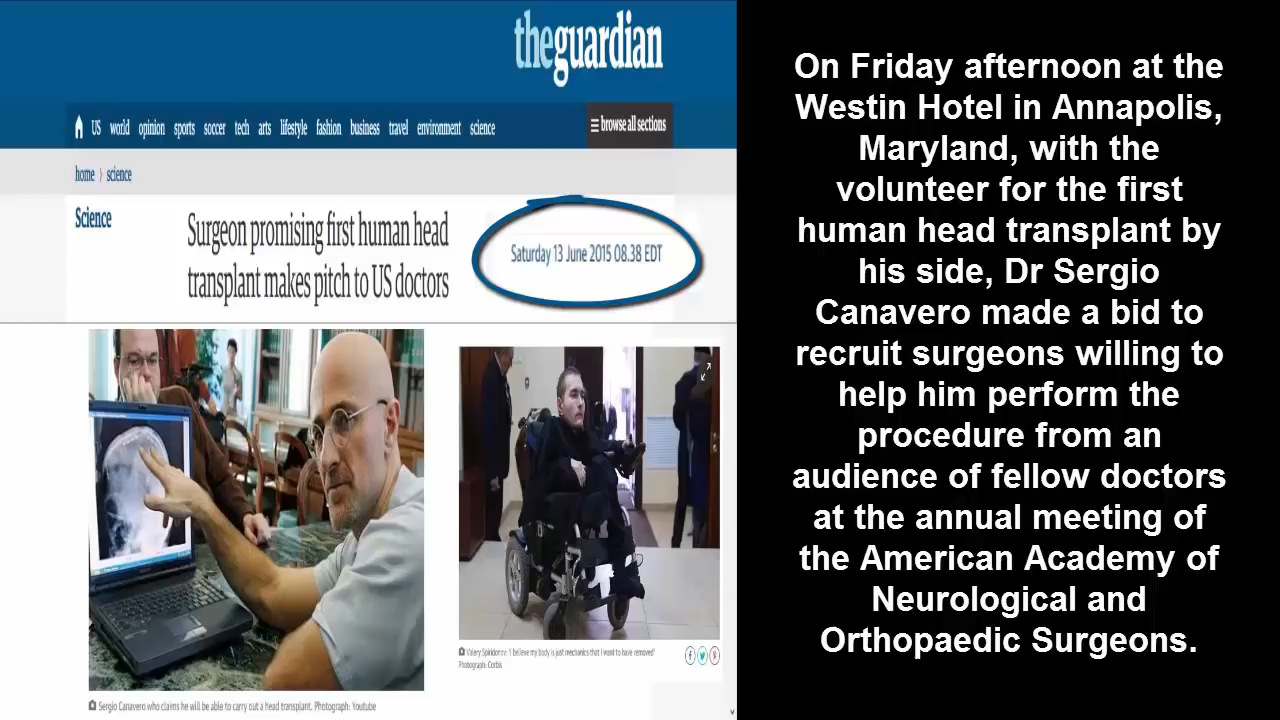 theguardian
US world opinion sports soccer tech arts lifestyle fashion business travel environment science
browse all sections
home › science
Science
Surgeon promising first human head
transplant makes pitch to US doctors
Saturday 13 June 2015 08.38 EDT
Sergio Canavero who claims he will be able to carry out a head transplant. Photograph: Youtube
Valery Spiridonov: 'I believe my body is just mechanics that I want to have removed'
Photograph: Corbis
On Friday afternoon at the
Westin Hotel in Annapolis,
Maryland, with the
volunteer for the first
human head transplant by
his side, Dr Sergio
Canavero made a bid to
recruit surgeons willing to
help him perform the
procedure from an
audience of fellow doctors
at the annual meeting of
the American Academy of
Neurological and
Orthopaedic Surgeons.